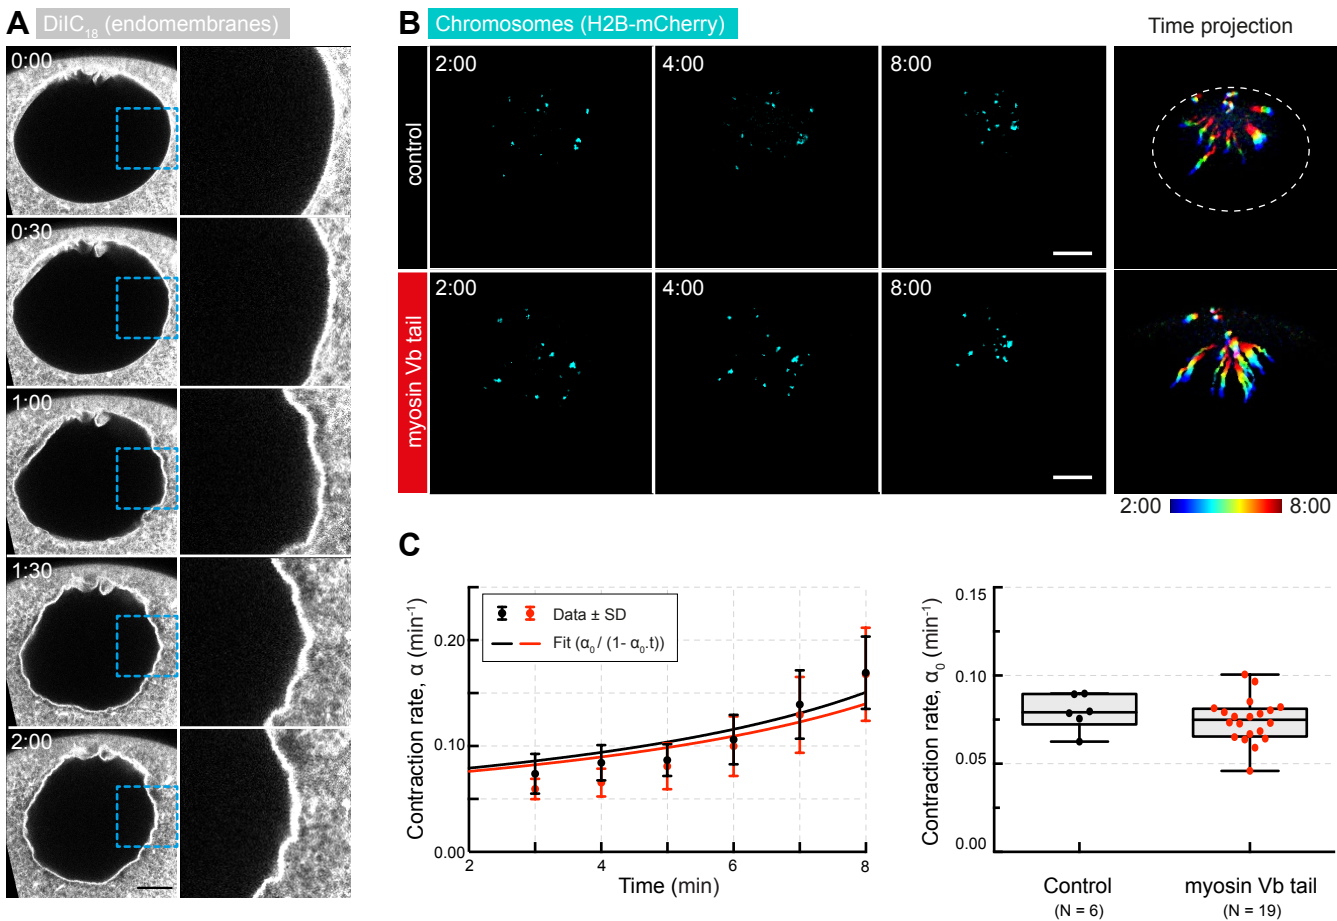 A DiIC18 (endomembranes)
0:00
0:30
1:00
1:30
2:00
B Chromosomes (H2B-mCherry)
Time projection
control
2:00 4:00 8:00
myosin Vb tail
2:00 4:00 8:00
2:00 8:00
C
Contraction rate, α (min⁻¹)
0.20
0.10
0.00
Data ± SD
Fit (α₀ / (1- α₀.t))
2 4 6 8
Time (min)
Contraction rate, α₀ (min⁻¹)
0.15
0.10
0.05
0.00
Control myosin Vb tail
(N = 6) (N = 19)